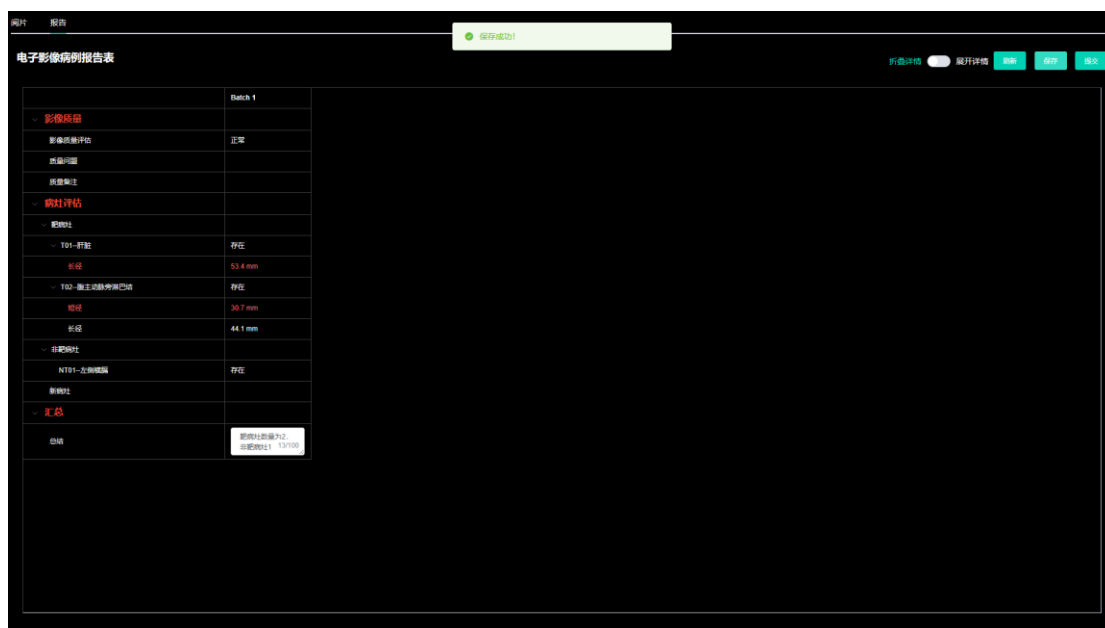 阅片 报告
保存成功！
电子影像病例报告表
折叠详情 展开详情 刷新 保存 提交
Batch 1
影像质量
影像质量评估 正常
质量问题
质量备注
病灶评估
靶病灶
T01–肝脏 存在
长径 53.4 mm
T02–腹主动脉旁淋巴结 存在
短径 30.7 mm
长径 44.1 mm
非靶病灶
NT01–左侧膈 存在
新病灶
汇总
总结 靶病灶数量为2，
非靶病灶1 13/100